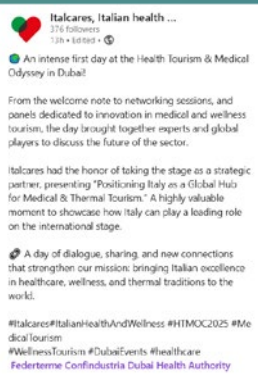 Italcares, Italian health ...
376 followers
13h • Edited •
An intense first day at the Health Tourism & Medical
Odyssey in Dubai!
From the welcome note to networking sessions, and
panels dedicated to innovation in medical and wellness
tourism, the day brought together experts and global
players to discuss the future of the sector.
Italcares had the honor of taking the stage as a strategic
partner, presenting "Positioning Italy as a Global Hub
for Medical & Thermal Tourism." A highly valuable
moment to showcase how Italy can play a leading role
on the international stage.
A day of dialogue, sharing, and new connections
that strengthen our mission: bringing Italian excellence
in healthcare, wellness, and thermal traditions to the
world.
#Italcares#ItalianHealthAndWellness #HTMOC2025 #Me
dicalTourism
#WellnessTourism #DubaiEvents #healthcare
Federterme Confindustria Dubai Health Authority